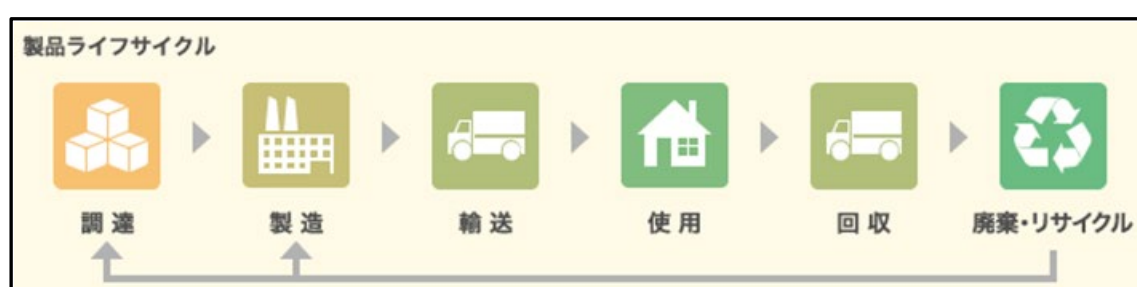 製品ライフサイクル
調達
製造
輸送
使用
回収
廃棄・リサイクル